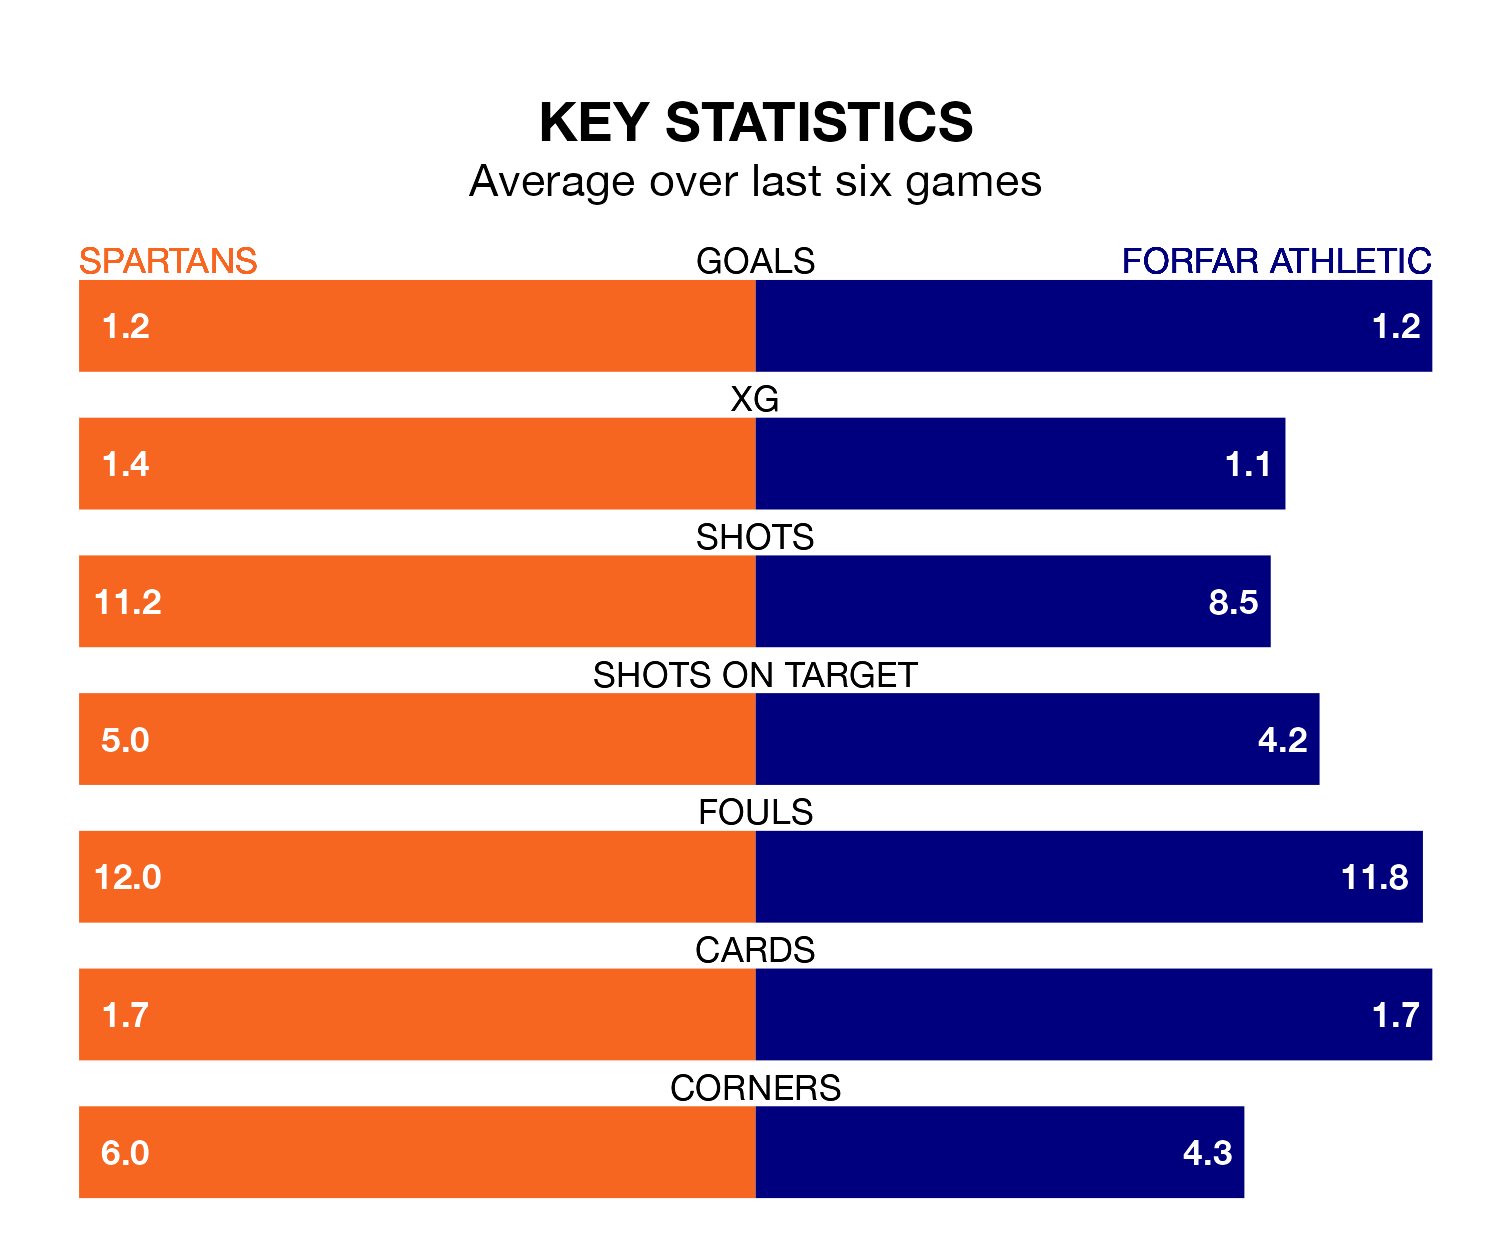 KEY STATISTICS
Average over last six games
SPARTANS GOALS FORFAR ATHLETIC
1.2 1.2
XG
1.4 1.1
SHOTS
11.2 8.5
SHOTS ON TARGET
5.0 4.2
FOULS
12.0 11.8
CARDS
1.7 1.7
CORNERS
6.0 4.3